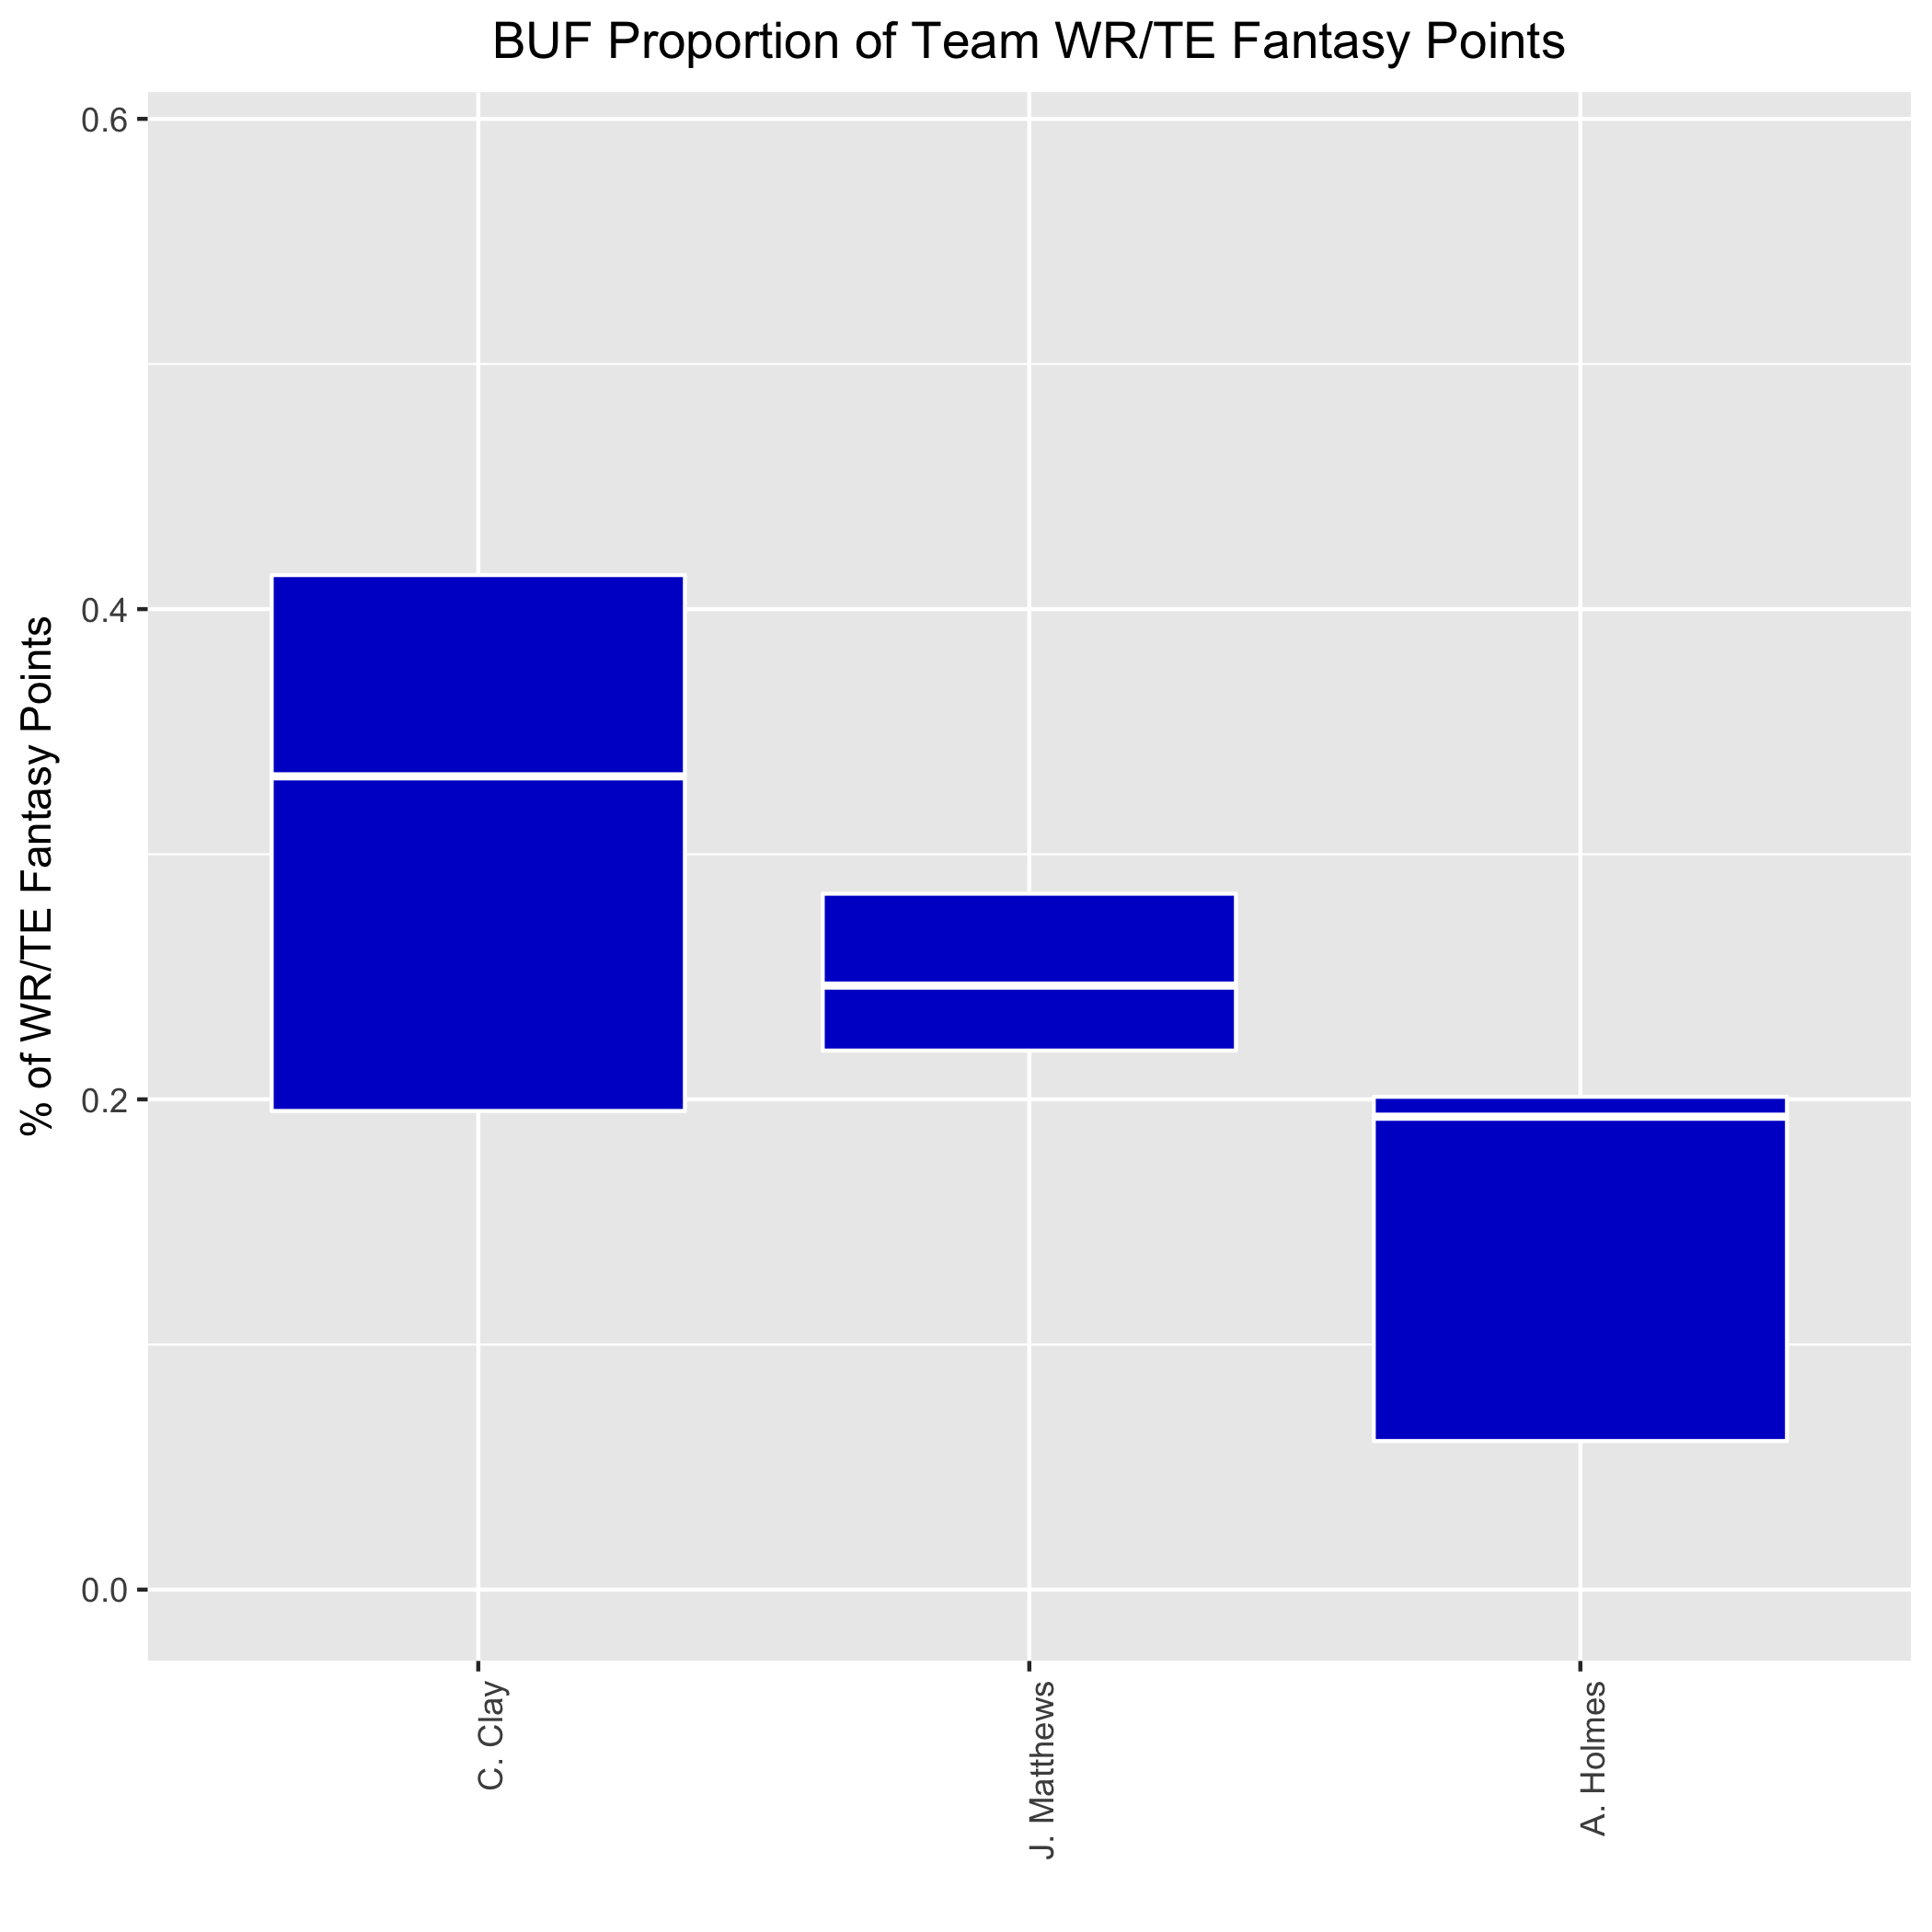 BUF Proportion of Team WR/TE Fantasy Points
% of WR/TE Fantasy Points
0.6
0.4
0.2
0.0
C. Clay
J. Matthews
A. Holmes